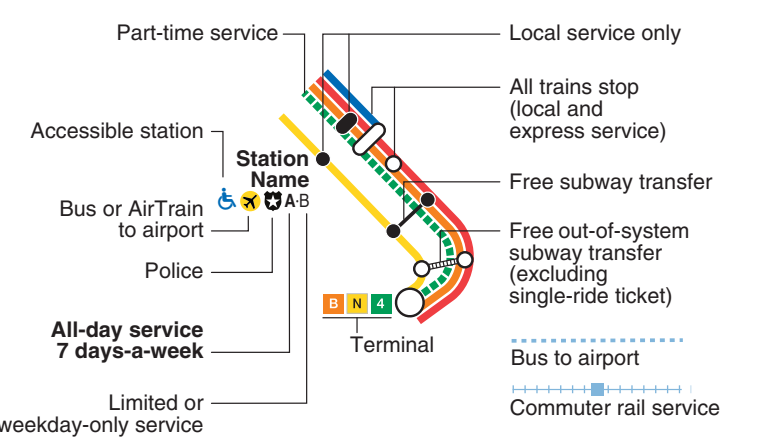 Part-time service
Local service only
All trains stop
(local and
express service)
Accessible station
Station
Name
A·B
Free subway transfer
Bus or AirTrain
to airport
Free out-of-system
subway transfer
(excluding
single-ride ticket)
Police
B N 4
Terminal
All-day service
7 days-a-week
Bus to airport
Limited or
weekday-only service
Commuter rail service